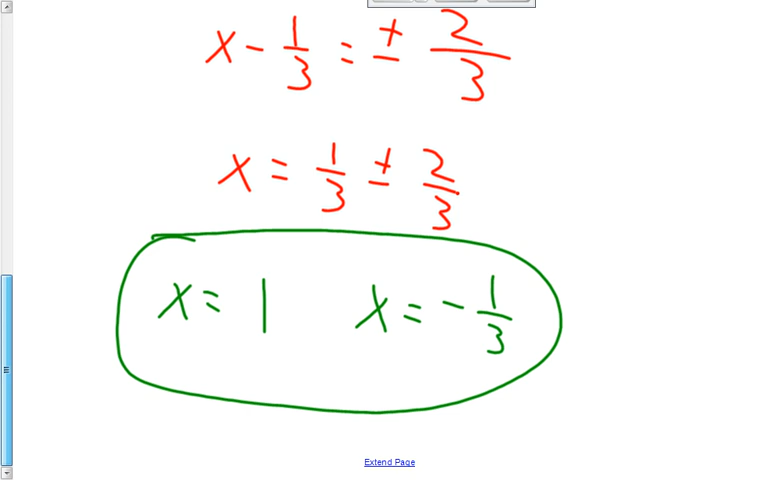 x - 1/3 = ± 2/3
x = 1/3 ± 2/3
x = 1 x = - 1/3
Extend Page